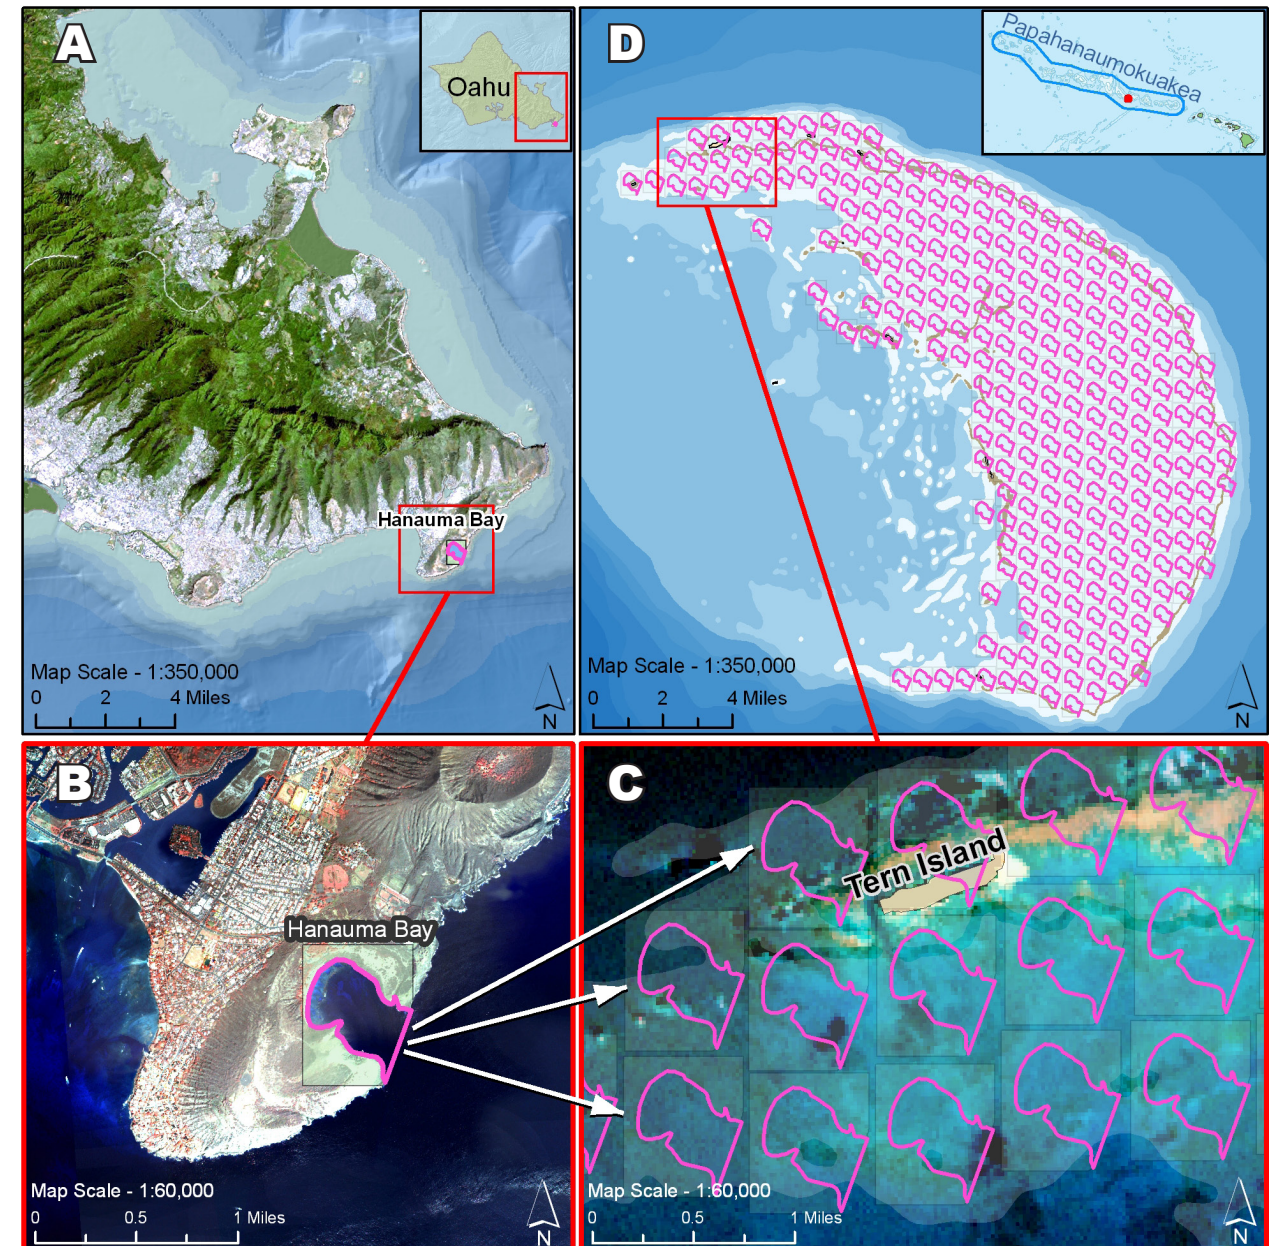 A
Oahu
Hanauma Bay
Map Scale - 1:350,000
0 2 4 Miles
N
D
Papahanaumokuakea
Map Scale - 1:350,000
0 2 4 Miles
N
B
Hanauma Bay
Map Scale - 1:60,000
0 0.5 1 Miles
N
C
Tern Island
Map Scale - 1:60,000
0 0.5 1 Miles
N